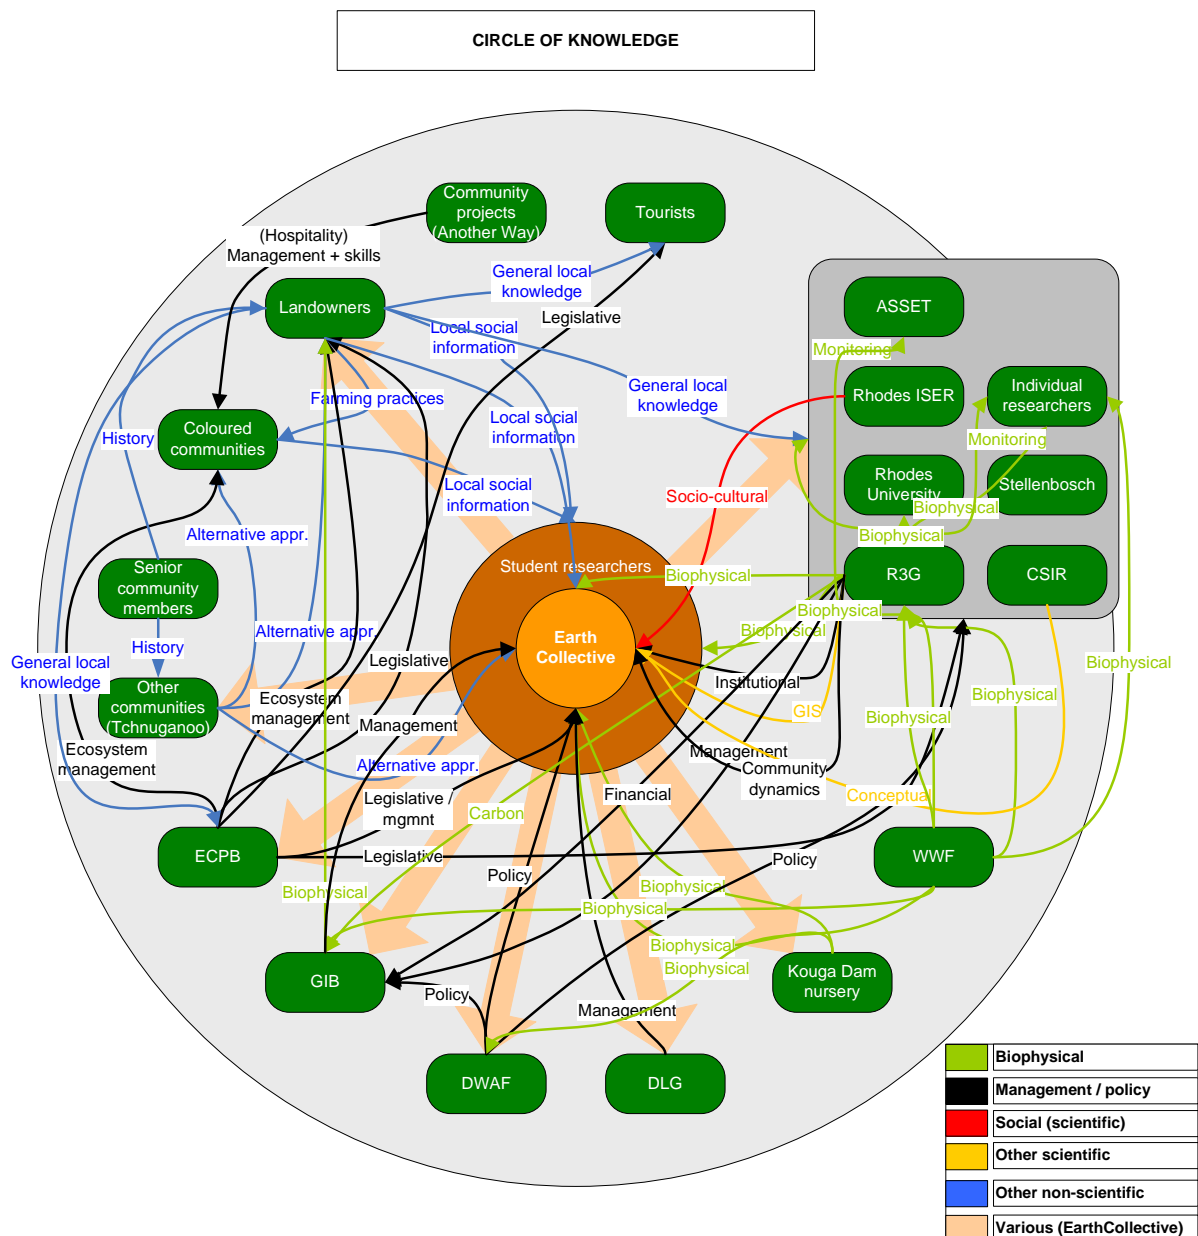 CIRCLE OF KNOWLEDGE
Community
projects
(Another Way)
Tourists
(Hospitality)
Management + skills
General local
knowledge
Landowners
ASSET
Legislative
Local social
information
Monitoring
General local
knowledge
Rhodes ISER
Individual
researchers
Farming practices
Coloured
communities
History
Local social
information
Monitoring
Local social
information
Socio-cultural
Rhodes
University
Stellenbosch
Biophysical
Alternative appr.
Biophysical
Senior
community
members
Student researchers
Biophysical
R3G
CSIR
Biophysical
Earth
Collective
Alternative appr.
Biophysical
History
General local
knowledge
Legislative
Biophysical
Institutional
Biophysical
Other
communities
(Tchnuganoo)
Ecosystem
management
Management
GIS
Biophysical
Ecosystem
management
Alternative appr.
Management
Community
dynamics
Legislative /
mgmnt
Financial
Conceptual
Carbon
ECPB
Legislative
Policy
WWF
Policy
Biophysical
Biophysical
Biophysical
Biophysical
Biophysical
GIB
Kouga Dam
nursery
Policy
Management
DWAF
DLG
Biophysical
Management / policy
Social (scientific)
Other scientific
Other non-scientific
Various (EarthCollective)